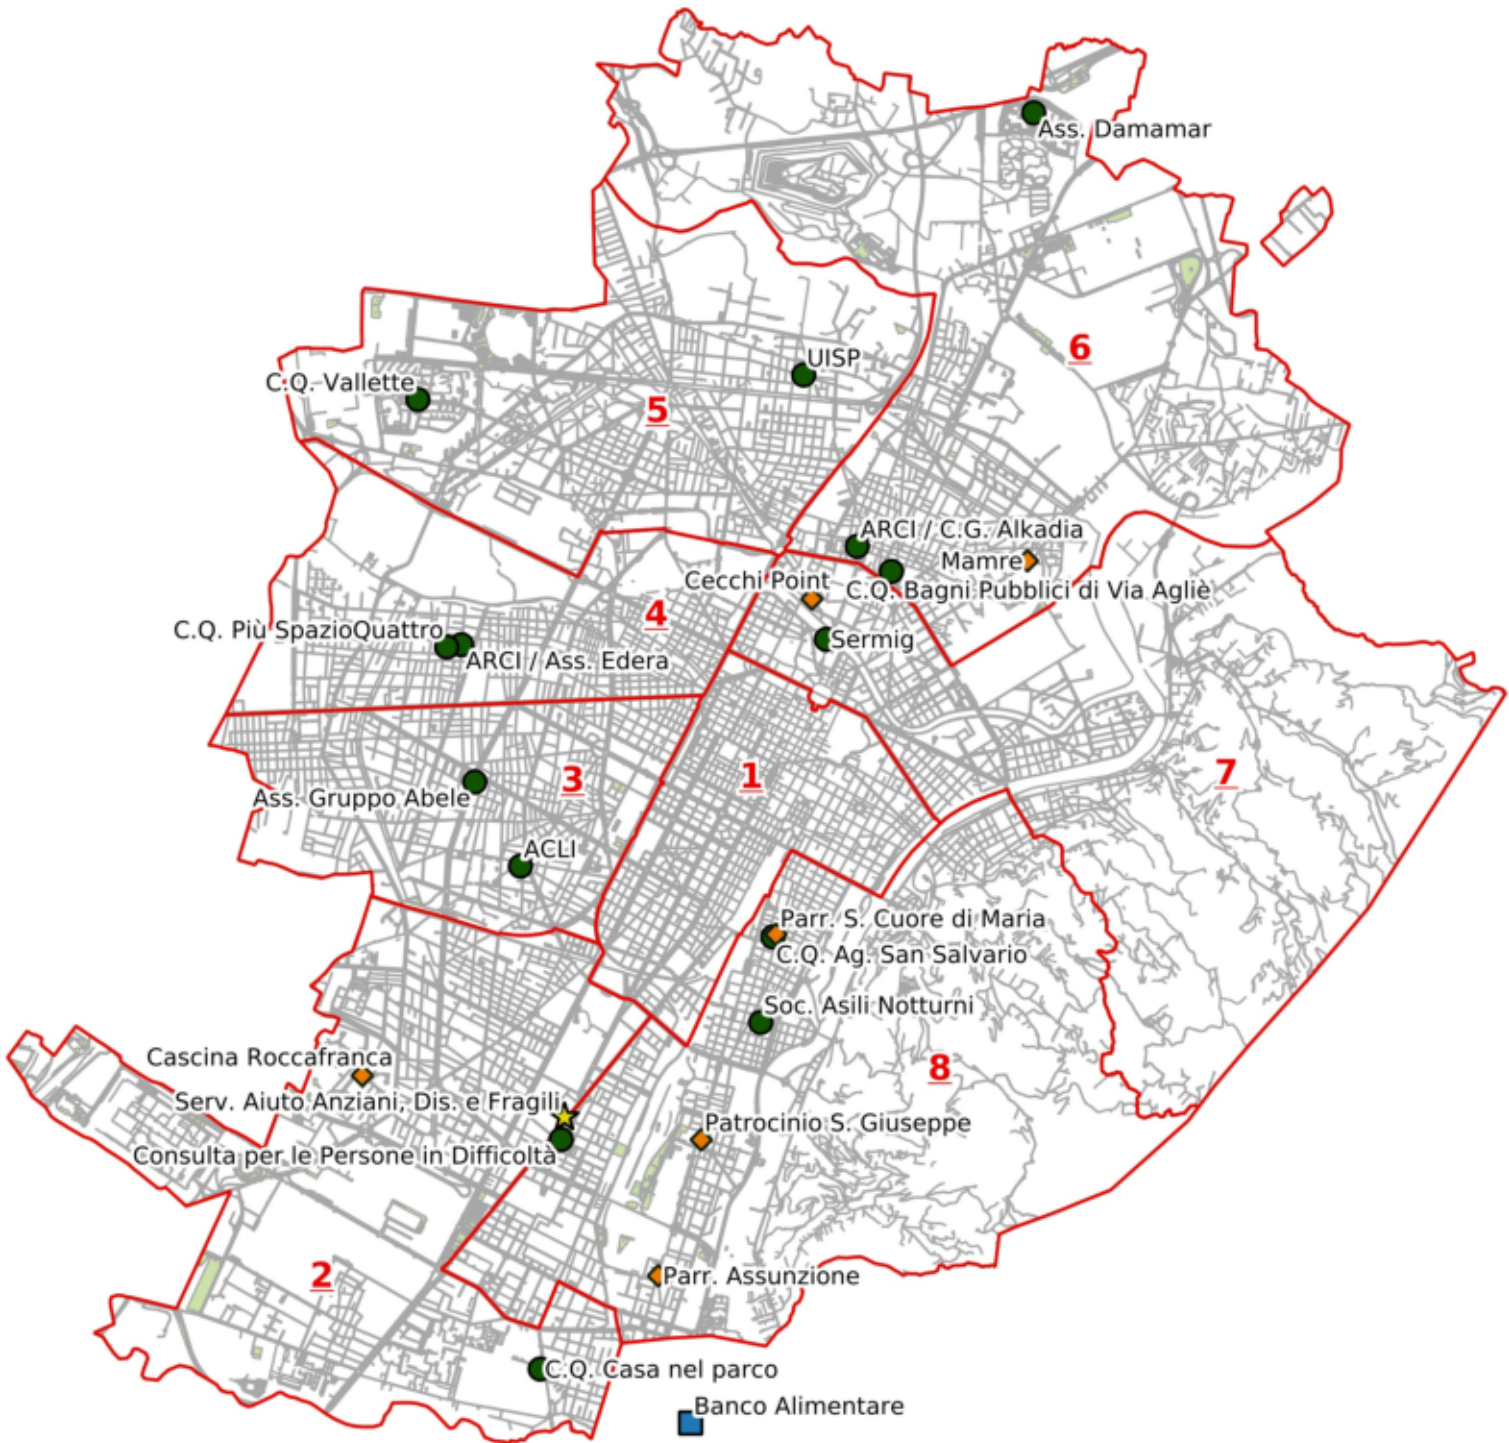 Ass. Damamar
6
UISP
C.Q. Vallette
5
ARCI / C.G. Alkadia
Mamre
Cecchi Point
C.Q. Bagni Pubblici di Via Agliè
4
C.Q. Più SpazioQuattro
Sermig
ARCI / Ass. Edera
7
1
3
Ass. Gruppo Abele
ACLI
Parr. S. Cuore di Maria
C.Q. Ag. San Salvario
Soc. Asili Notturni
Cascina Roccafranca
8
Serv. Aiuto Anziani, Dis. e Fragili
Patrocinio S. Giuseppe
Consulta per le Persone in Difficoltà
2
Parr. Assunzione
C.Q. Casa nel parco
Banco Alimentare